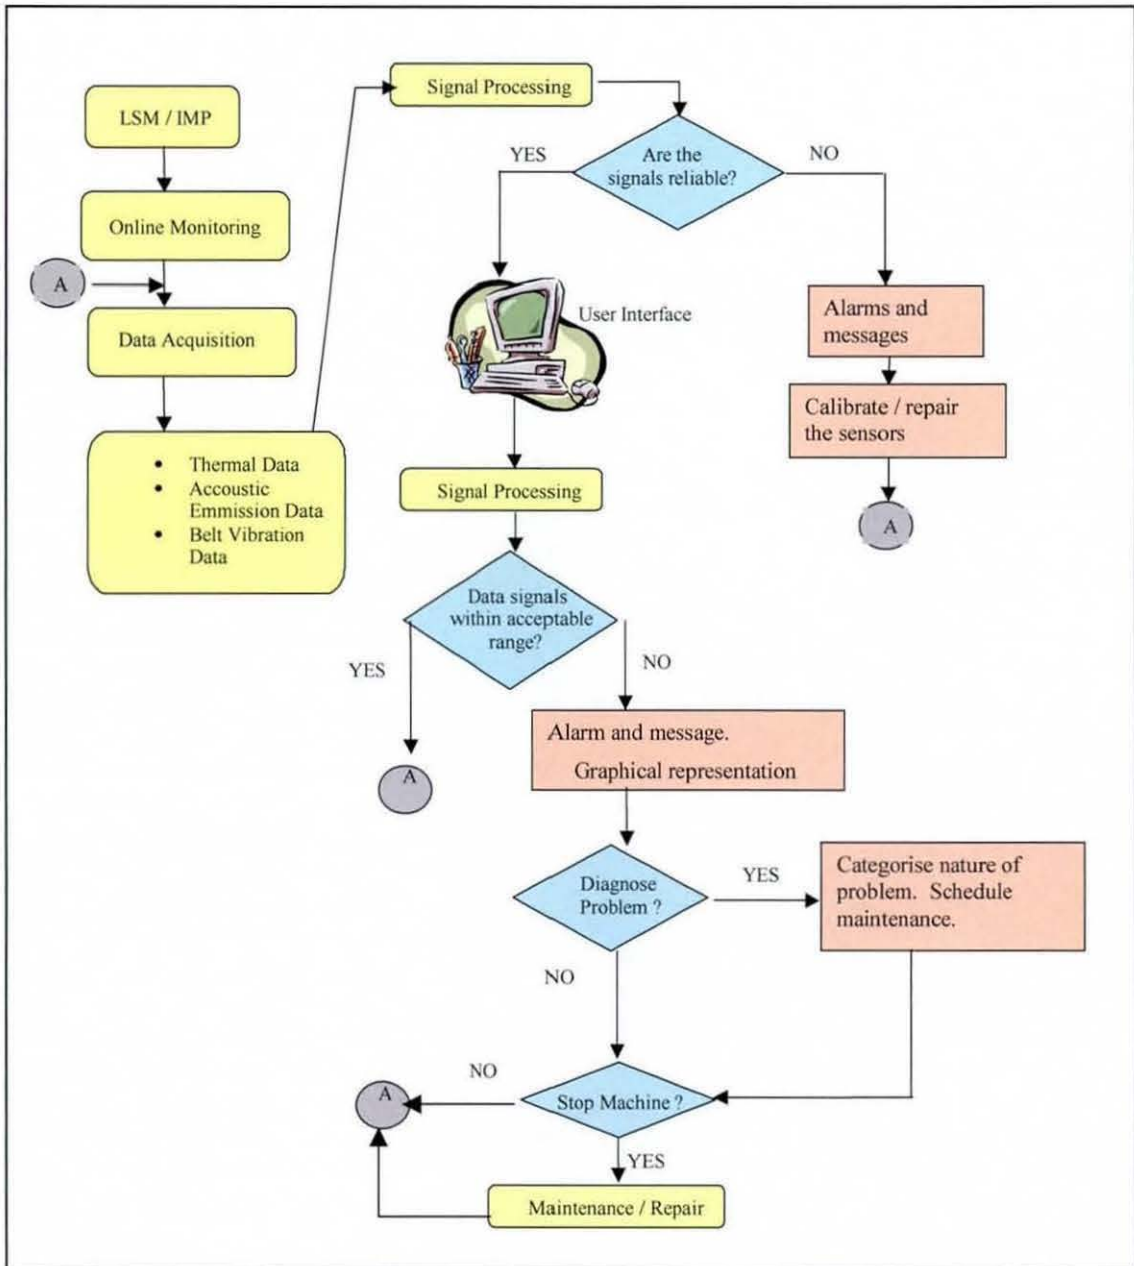 LSM / IMP
Online Monitoring
A
Data Acquisition
• Thermal Data
• Accoustic
Emmission Data
• Belt Vibration
Data
Signal Processing
Are the
signals reliable?
YES
NO
User Interface
Alarms and
messages
Calibrate / repair
the sensors
A
Signal Processing
Data signals
within acceptable
range?
YES
NO
A
Alarm and message.
Graphical representation
Diagnose
Problem ?
YES
Categorise nature of
problem. Schedule
maintenance.
NO
Stop Machine ?
NO
A
YES
Maintenance / Repair